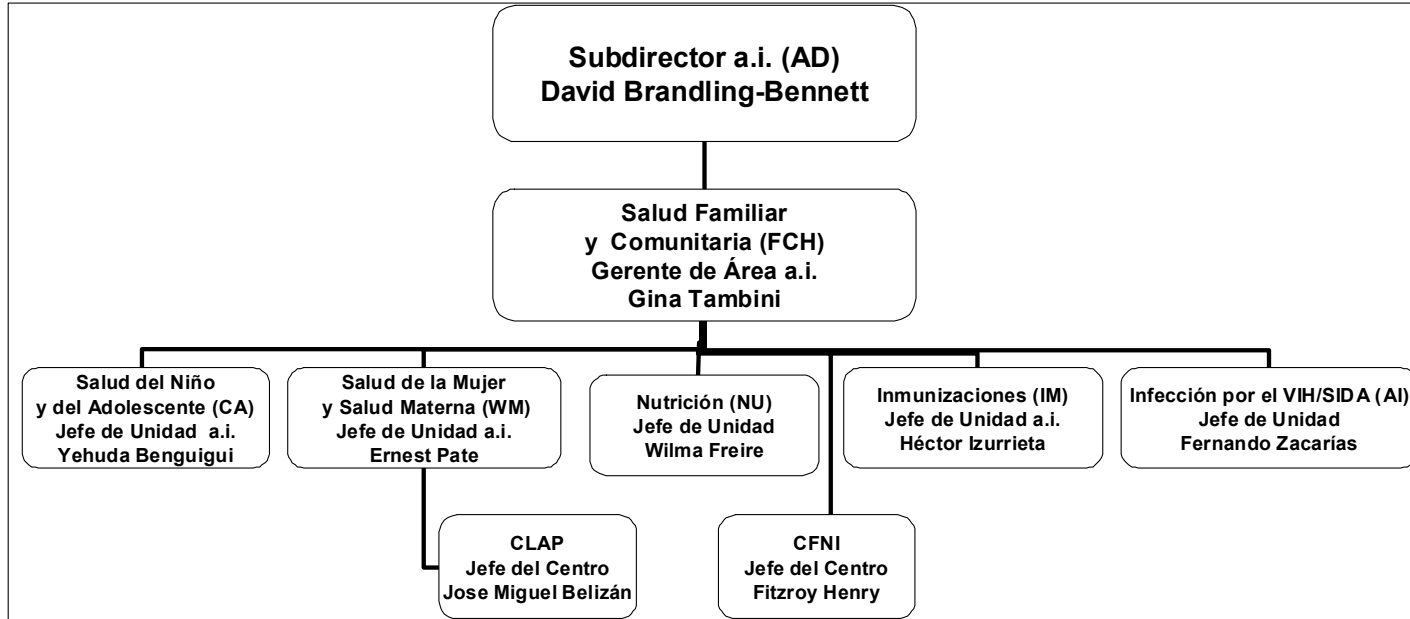 Subdirector a.i. (AD)
David Brandling-Bennett
Salud Familiar
y Comunitaria (FCH)
Gerente de Área a.i.
Gina Tambini
Salud del Niño
y del Adolescente (CA)
Jefe de Unidad a.i.
Yehuda Benguigui
Salud de la Mujer
y Salud Materna (WM)
Jefe de Unidad a.i.
Ernest Pate
Nutrición (NU)
Jefe de Unidad
Wilma Freire
Inmunizaciones (IM)
Jefe de Unidad a.i.
Héctor Izurrieta
Infección por el VIH/SIDA (AI)
Jefe de Unidad
Fernando Zacarías
CLAP
Jefe del Centro
Jose Miguel Belizán
CFNI
Jefe del Centro
Fitzroy Henry